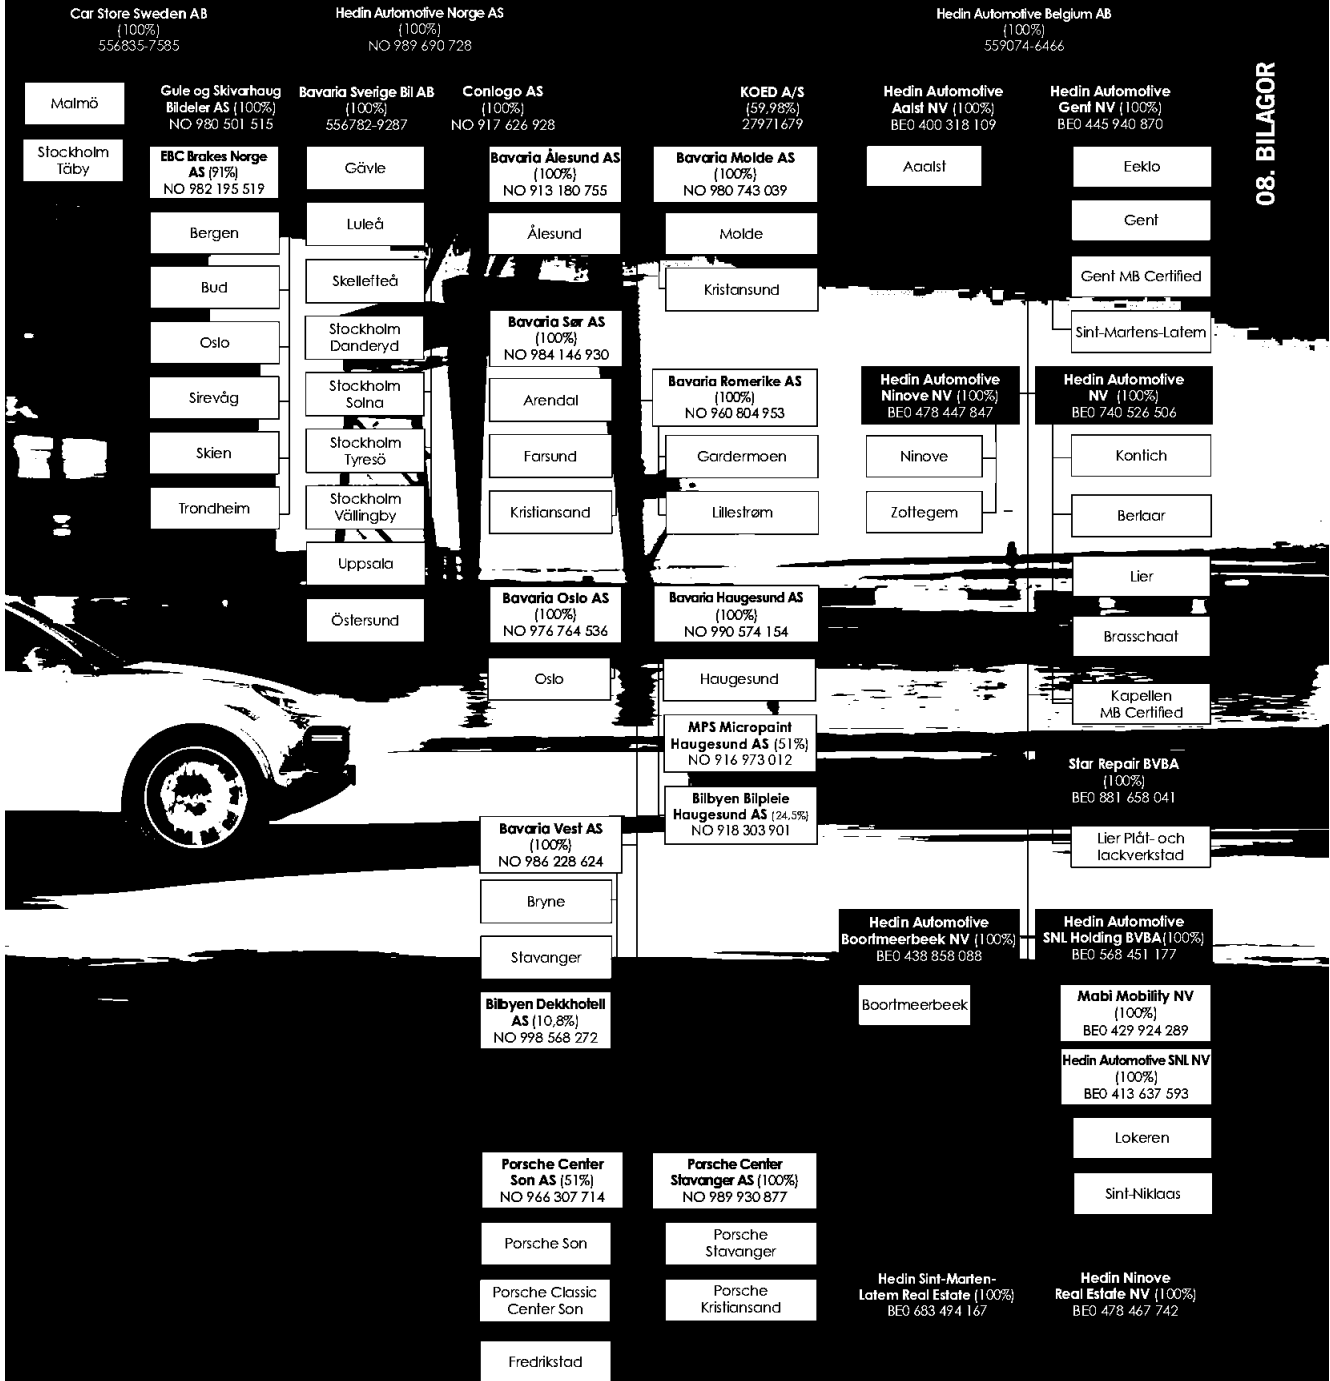 Car Store Sweden AB
(100%)
556835-7585
Malmö
Stockholm
Täby
Hedin Automotive Norge AS
(100%)
NO 989 690 728
Gule og Skivarhaug
Bildeler AS (100%)
NO 980 501 515
EBC Brakes Norge
AS (91%)
NO 982 195 519
Bergen
Bud
Oslo
Sirevåg
Skien
Trondheim
Bavaria Sverige Bil AB
(100%)
556782-9287
Gävle
Luleå
Skellefteå
Stockholm
Danderyd
Stockholm
Solna
Stockholm
Tyresö
Stockholm
Vällingby
Uppsala
Östersund
Conlogo AS
(100%)
NO 917 626 928
Bavaria Ålesund AS
(100%)
NO 913 180 755
Ålesund
Bavaria Sør AS
(100%)
NO 984 146 930
Arendal
Farsund
Kristiansand
Bavaria Oslo AS
(100%)
NO 976 764 536
Oslo
Bavaria Vest AS
(100%)
NO 986 228 624
Bryne
Stavanger
Bilbyen Dekkhotell
AS (10,8%)
NO 998 568 272
Porsche Center
Son AS (51%)
NO 966 307 714
Porsche Son
Porsche Classic
Center Son
Fredrikstad
KOED A/S
(59,98%)
27971679
Bavaria Molde AS
(100%)
NO 980 743 039
Molde
Kristansund
Bavaria Romerike AS
(100%)
NO 960 804 953
Gardermoen
Lillestrøm
Bavaria Haugesund AS
(100%)
NO 990 574 154
Haugesund
MPS Micropaint
Haugesund AS (51%)
NO 916 973 012
Bilbyen Bilpleie
Haugesund AS (24,5%)
NO 918 303 901
Porsche Center
Stavanger AS (100%)
NO 989 930 877
Porsche
Stavanger
Porsche
Kristiansand
Hedin Automotive Belgium AB
(100%)
559074-6466
Hedin Automotive
Aalst NV (100%)
BE0 400 318 109
Aaalst
Hedin Automotive
Ninove NV (100%)
BE0 478 447 847
Ninove
Zottegem
Hedin Automotive
Boortmeerbeek NV (100%)
BE0 438 858 088
Boortmeerbeek
Hedin Sint-Marten-
Latem Real Estate (100%)
BE0 683 494 167
Hedin Automotive
Gent NV (100%)
BE0 445 940 870
Eeklo
Gent
Gent MB Certified
Sint-Martens-Latem
Hedin Automotive
NV (100%)
BE0 740 526 506
Kontich
Berlaar
Lier
Brasschaat
Kapellen
MB Certified
Star Repair BVBA
(100%)
BE0 881 658 041
Lier Plåt- och
lackverkstad
Hedin Automotive
SNL Holding BVBA(100%)
BE0 568 451 177
Mabi Mobility NV
(100%)
BE0 429 924 289
Hedin Automotive SNL NV
(100%)
BE0 413 637 593
Lokeren
Sint-Niklaas
Hedin Ninove
Real Estate NV (100%)
BE0 478 467 742
08. BILAGOR